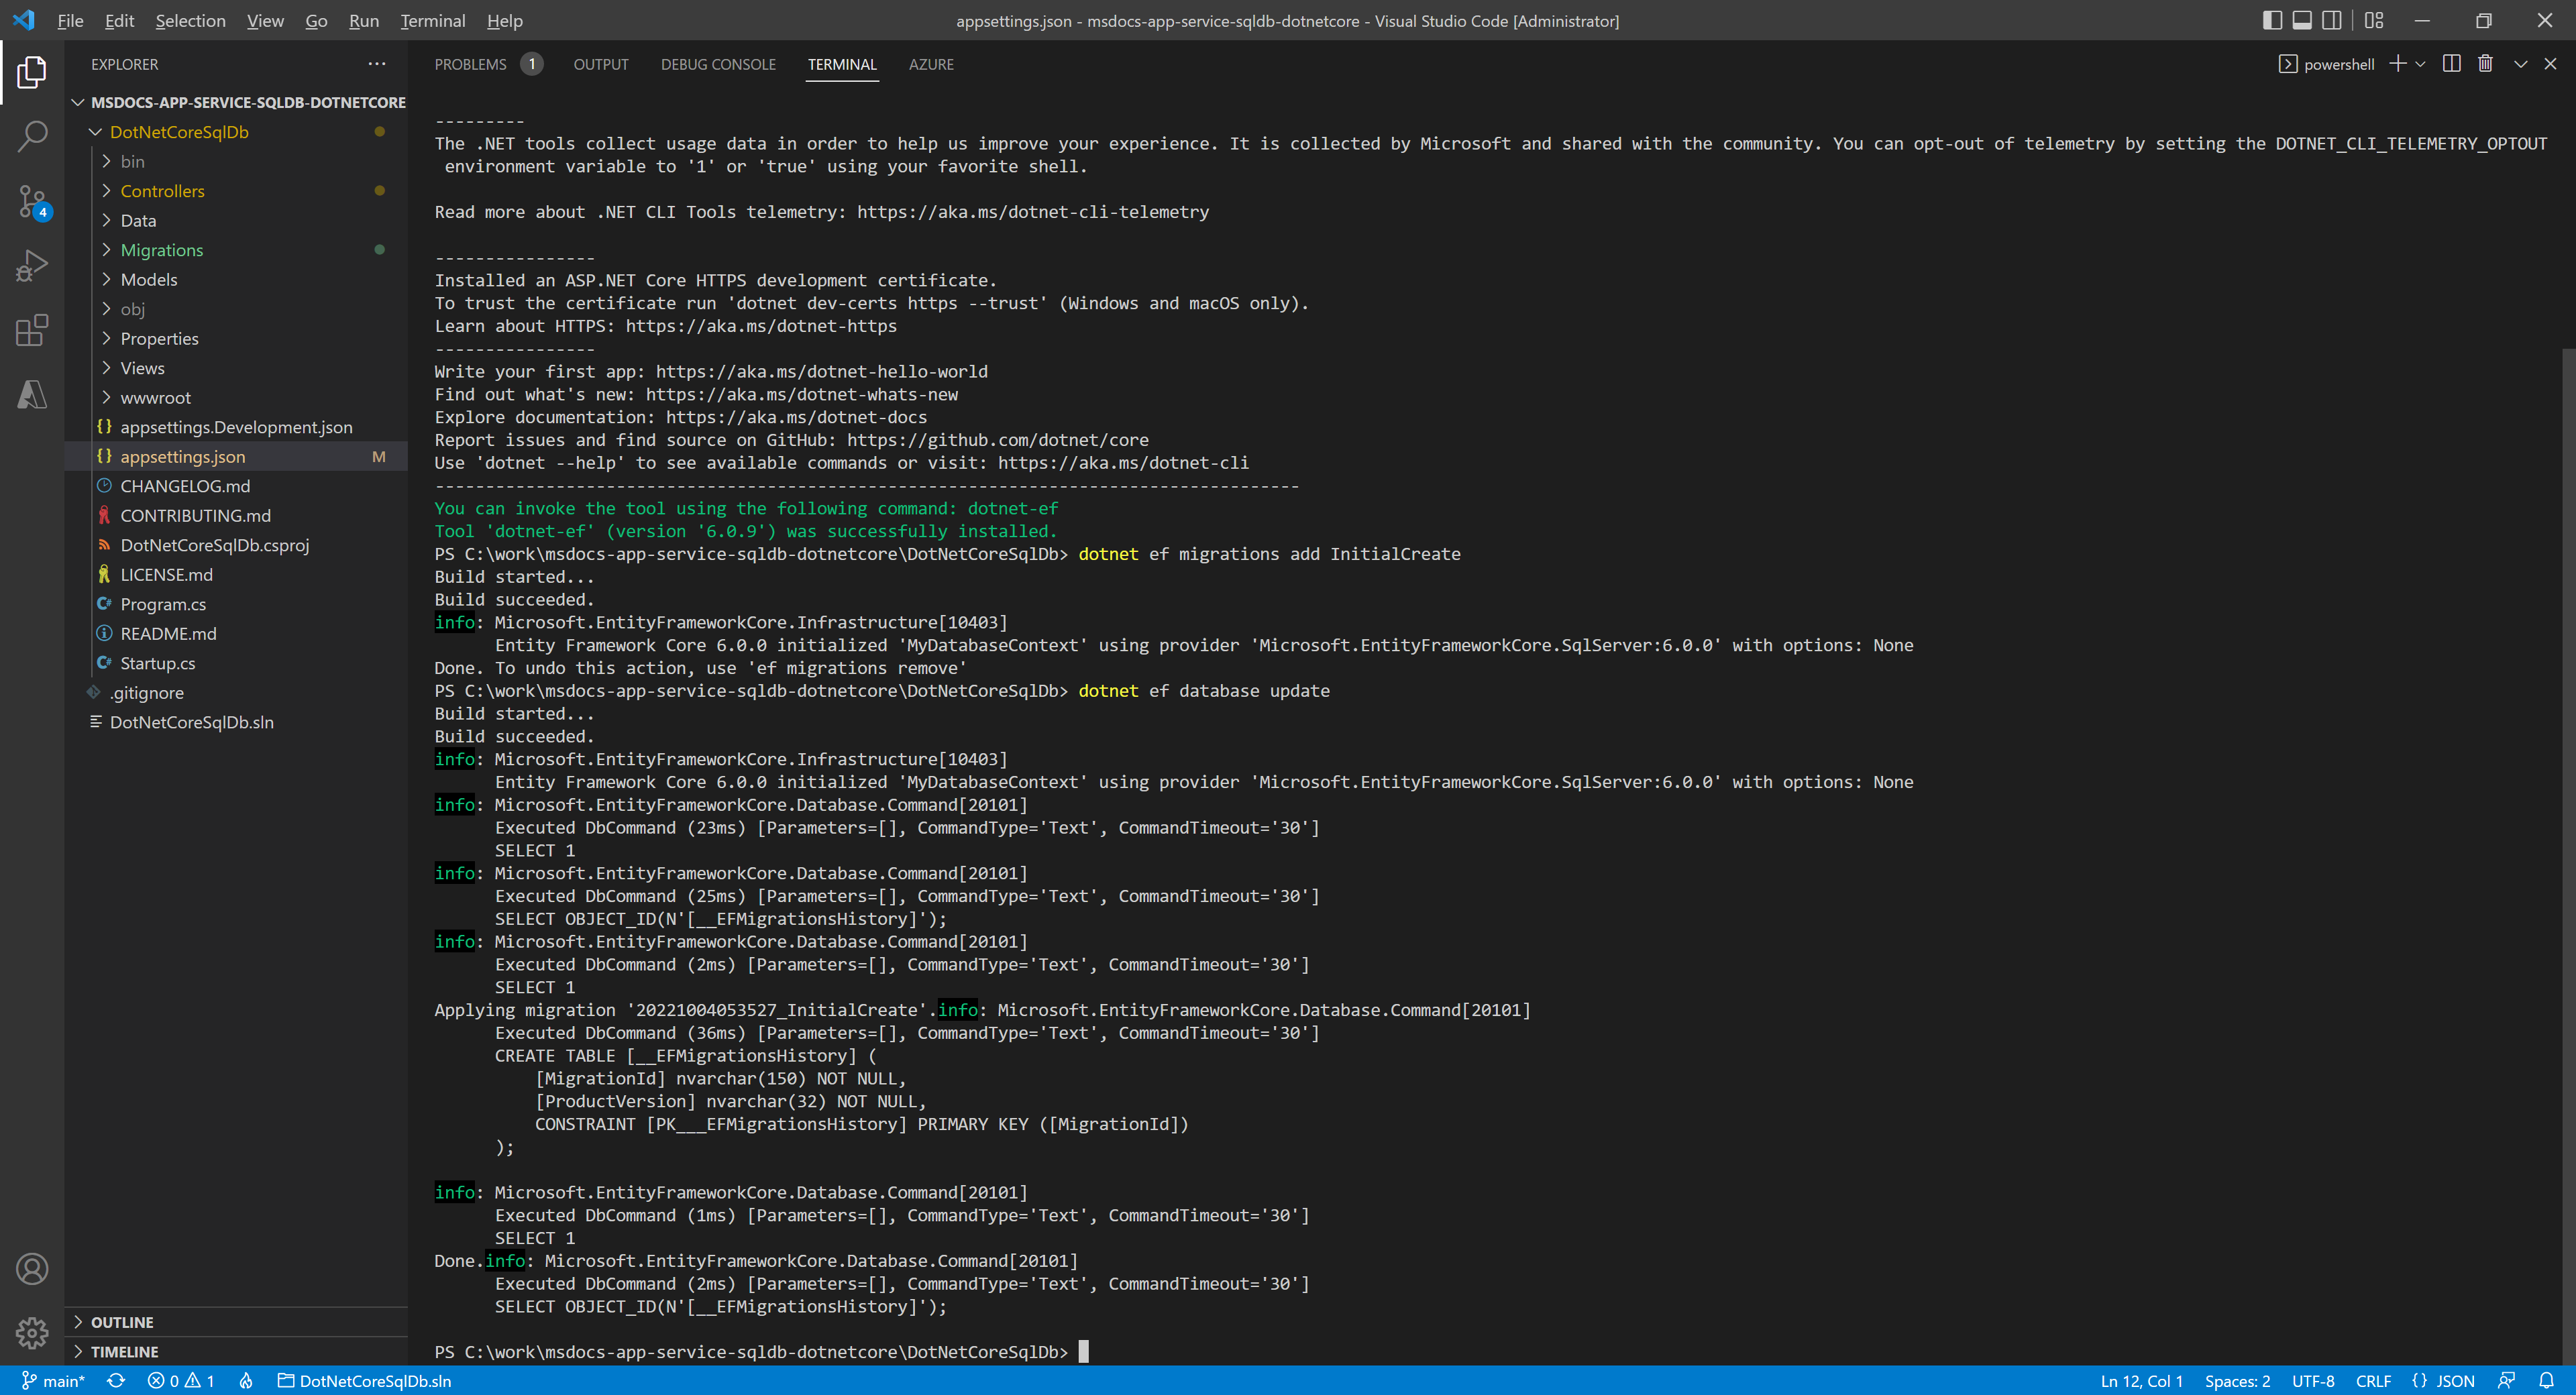 File Edit Selection View Go Run Terminal Help
appsettings.json - msdocs-app-service-sqldb-dotnetcore - Visual Studio Code [Administrator]
EXPLORER
MSDOCS-APP-SERVICE-SQLDB-DOTNETCORE
DotNetCoreSqlDb
bin
Controllers
Data
Migrations
Models
obj
Properties
Views
wwwroot
appsettings.Development.json
appsettings.json M
CHANGELOG.md
CONTRIBUTING.md
DotNetCoreSqlDb.csproj
LICENSE.md
Program.cs
README.md
Startup.cs
.gitignore
DotNetCoreSqlDb.sln
OUTLINE
TIMELINE
4
PROBLEMS 1 OUTPUT DEBUG CONSOLE TERMINAL AZURE
powershell
---------
The .NET tools collect usage data in order to help us improve your experience. It is collected by Microsoft and shared with the community. You can opt-out of telemetry by setting the DOTNET_CLI_TELEMETRY_OPTOUT
environment variable to '1' or 'true' using your favorite shell.
Read more about .NET CLI Tools telemetry: https://aka.ms/dotnet-cli-telemetry
----------------
Installed an ASP.NET Core HTTPS development certificate.
To trust the certificate run 'dotnet dev-certs https --trust' (Windows and macOS only).
Learn about HTTPS: https://aka.ms/dotnet-https
----------------
Write your first app: https://aka.ms/dotnet-hello-world
Find out what's new: https://aka.ms/dotnet-whats-new
Explore documentation: https://aka.ms/dotnet-docs
Report issues and find source on GitHub: https://github.com/dotnet/core
Use 'dotnet --help' to see available commands or visit: https://aka.ms/dotnet-cli
--------------------------------------------------------------------------------------
You can invoke the tool using the following command: dotnet-ef
Tool 'dotnet-ef' (version '6.0.9') was successfully installed.
PS C:\work\msdocs-app-service-sqldb-dotnetcore\DotNetCoreSqlDb> dotnet ef migrations add InitialCreate
Build started...
Build succeeded.
info: Microsoft.EntityFrameworkCore.Infrastructure[10403]
Entity Framework Core 6.0.0 initialized 'MyDatabaseContext' using provider 'Microsoft.EntityFrameworkCore.SqlServer:6.0.0' with options: None
Done. To undo this action, use 'ef migrations remove'
PS C:\work\msdocs-app-service-sqldb-dotnetcore\DotNetCoreSqlDb> dotnet ef database update
Build started...
Build succeeded.
info: Microsoft.EntityFrameworkCore.Infrastructure[10403]
Entity Framework Core 6.0.0 initialized 'MyDatabaseContext' using provider 'Microsoft.EntityFrameworkCore.SqlServer:6.0.0' with options: None
info: Microsoft.EntityFrameworkCore.Database.Command[20101]
Executed DbCommand (23ms) [Parameters=[], CommandType='Text', CommandTimeout='30']
SELECT 1
info: Microsoft.EntityFrameworkCore.Database.Command[20101]
Executed DbCommand (25ms) [Parameters=[], CommandType='Text', CommandTimeout='30']
SELECT OBJECT_ID(N'[__EFMigrationsHistory]');
info: Microsoft.EntityFrameworkCore.Database.Command[20101]
Executed DbCommand (2ms) [Parameters=[], CommandType='Text', CommandTimeout='30']
SELECT 1
Applying migration '20221004053527_InitialCreate'.info: Microsoft.EntityFrameworkCore.Database.Command[20101]
Executed DbCommand (36ms) [Parameters=[], CommandType='Text', CommandTimeout='30']
CREATE TABLE [__EFMigrationsHistory] (
[MigrationId] nvarchar(150) NOT NULL,
[ProductVersion] nvarchar(32) NOT NULL,
CONSTRAINT [PK___EFMigrationsHistory] PRIMARY KEY ([MigrationId])
);
info: Microsoft.EntityFrameworkCore.Database.Command[20101]
Executed DbCommand (1ms) [Parameters=[], CommandType='Text', CommandTimeout='30']
SELECT 1
Done.info: Microsoft.EntityFrameworkCore.Database.Command[20101]
Executed DbCommand (2ms) [Parameters=[], CommandType='Text', CommandTimeout='30']
SELECT OBJECT_ID(N'[__EFMigrationsHistory]');
PS C:\work\msdocs-app-service-sqldb-dotnetcore\DotNetCoreSqlDb>
main* 0 1 DotNetCoreSqlDb.sln Ln 12, Col 1 Spaces: 2 UTF-8 CRLF {} JSON